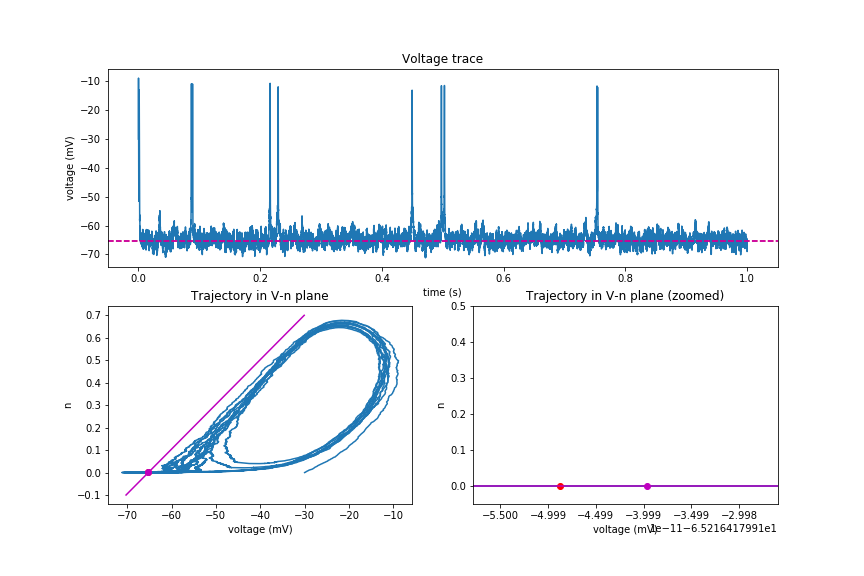 Voltage trace
voltage (mV)
−10
−20
−30
−40
−50
−60
−70
0.0 0.2 0.4 0.6 0.8 1.0
time (s)
Trajectory in V-n plane
n
0.7
0.6
0.5
0.4
0.3
0.2
0.1
0.0
−0.1
−70 −60 −50 −40 −30 −20 −10
voltage (mV)
Trajectory in V-n plane (zoomed)
n
0.5
0.4
0.3
0.2
0.1
0.0
−5.500 −4.999 −4.499 −3.999 −3.499 −2.998
voltage (mV) 1e−11−6.5216417991e1